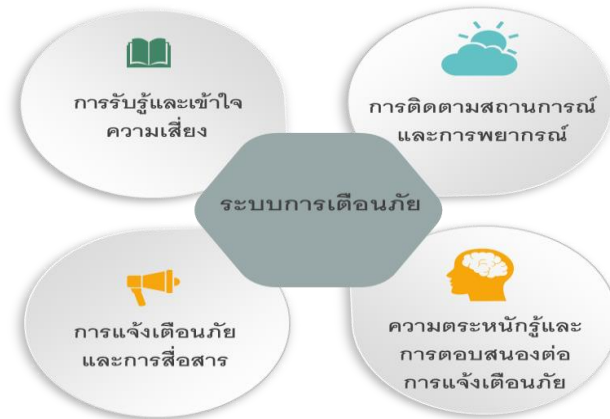 การรับรู้และเข้าใจ
ความเสี่ยง
การติดตามสถานการณ์
และการพยากรณ์
ระบบการเตือนภัย
การแจ้งเตือนภัย
และการสื่อสาร
ความตระหนักรู้และ
การตอบสนองต่อ
การแจ้งเตือนภัย